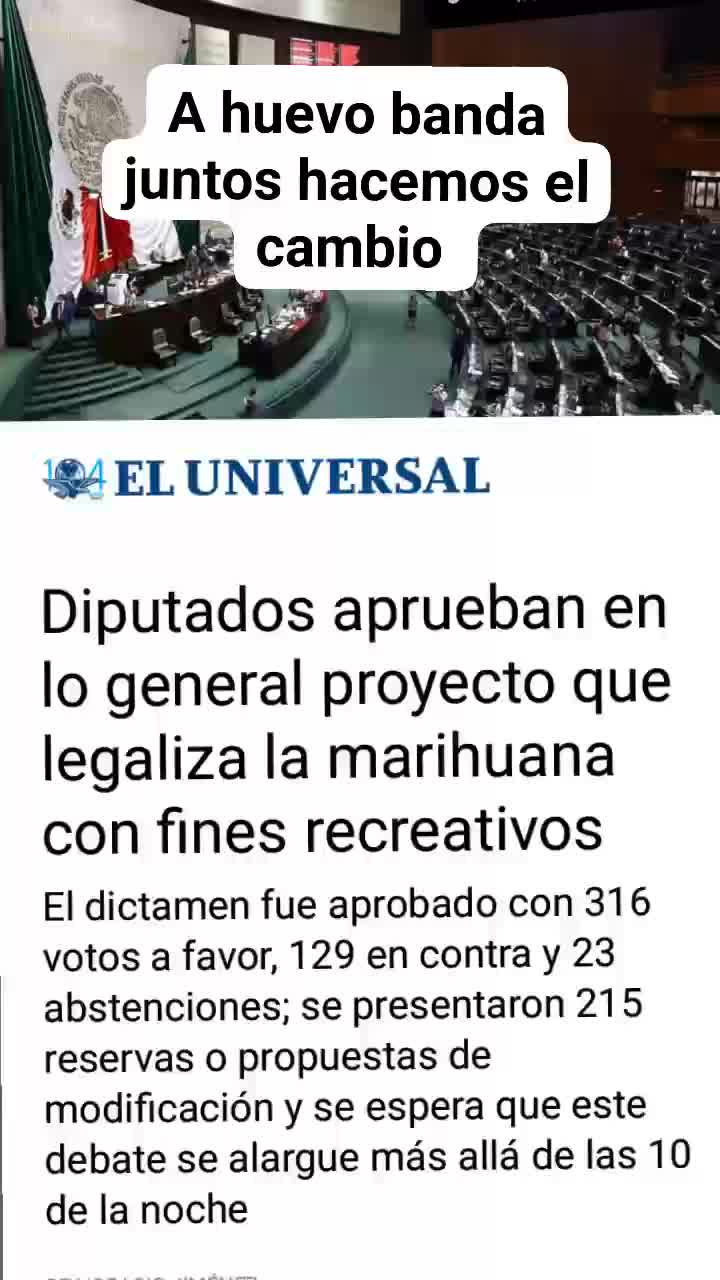 A huevo banda
juntos hacemos el
cambio
104 EL UNIVERSAL
Diputados aprueban en
lo general proyecto que
legaliza la marihuana
con fines recreativos
El dictamen fue aprobado con 316
votos a favor, 129 en contra y 23
abstenciones; se presentaron 215
reservas o propuestas de
modificación y se espera que este
debate se alargue más allá de las 10
de la noche